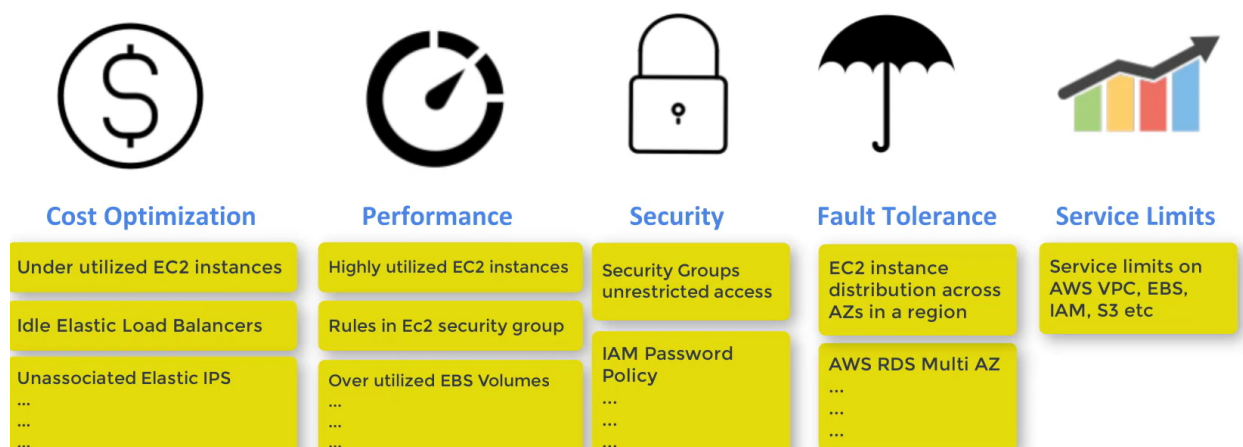 Cost Optimization
Under utilized EC2 instances
Idle Elastic Load Balancers
Unassociated Elastic IPS
...
...
...
Performance
Highly utilized EC2 instances
Rules in Ec2 security group
Over utilized EBS Volumes
...
...
...
Security
Security Groups
unrestricted access
IAM Password
Policy
...
...
...
Fault Tolerance
EC2 instance
distribution across
AZs in a region
AWS RDS Multi AZ
...
...
...
Service Limits
Service limits on
AWS VPC, EBS,
IAM, S3 etc